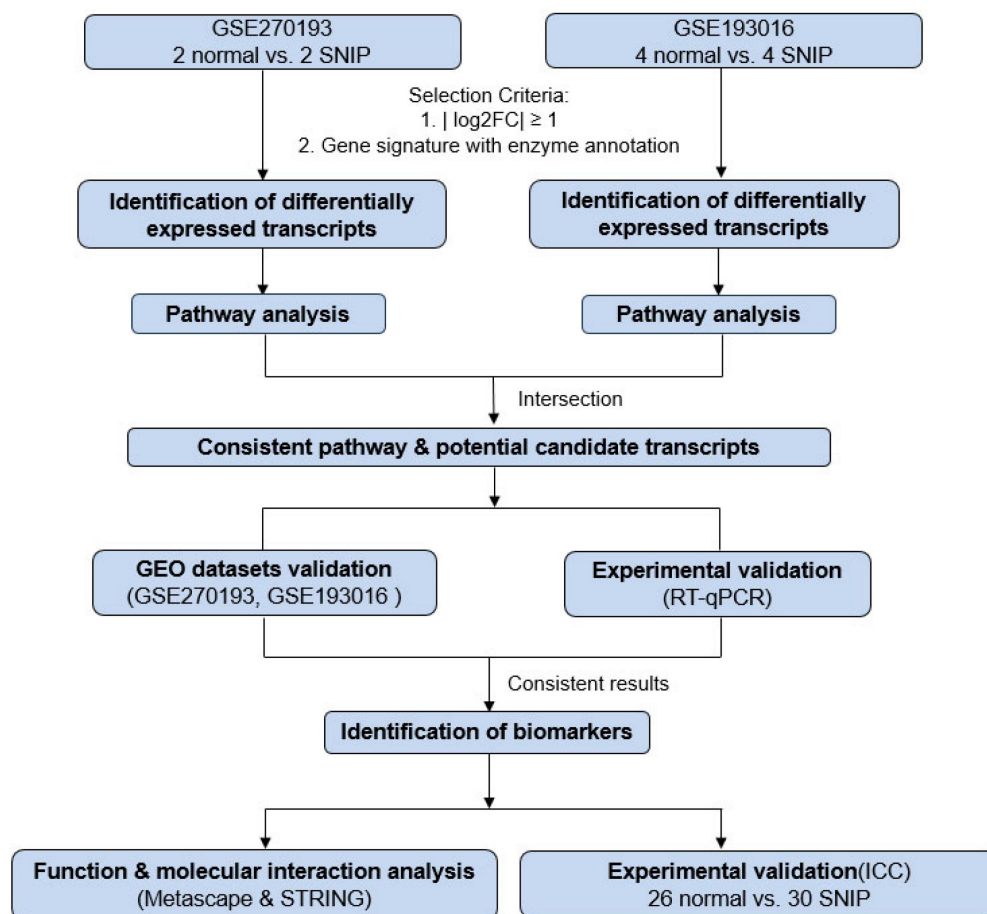 GSE270193
2 normal vs. 2 SNIP
GSE193016
4 normal vs. 4 SNIP
Selection Criteria:
1. | log2FC| ≥ 1
2. Gene signature with enzyme annotation
Identification of differentially
expressed transcripts
Identification of differentially
expressed transcripts
Pathway analysis
Pathway analysis
Intersection
Consistent pathway & potential candidate transcripts
GEO datasets validation
(GSE270193, GSE193016 )
Experimental validation
(RT-qPCR)
Consistent results
Identification of biomarkers
Function & molecular interaction analysis
(Metascape & STRING)
Experimental validation(ICC)
26 normal vs. 30 SNIP